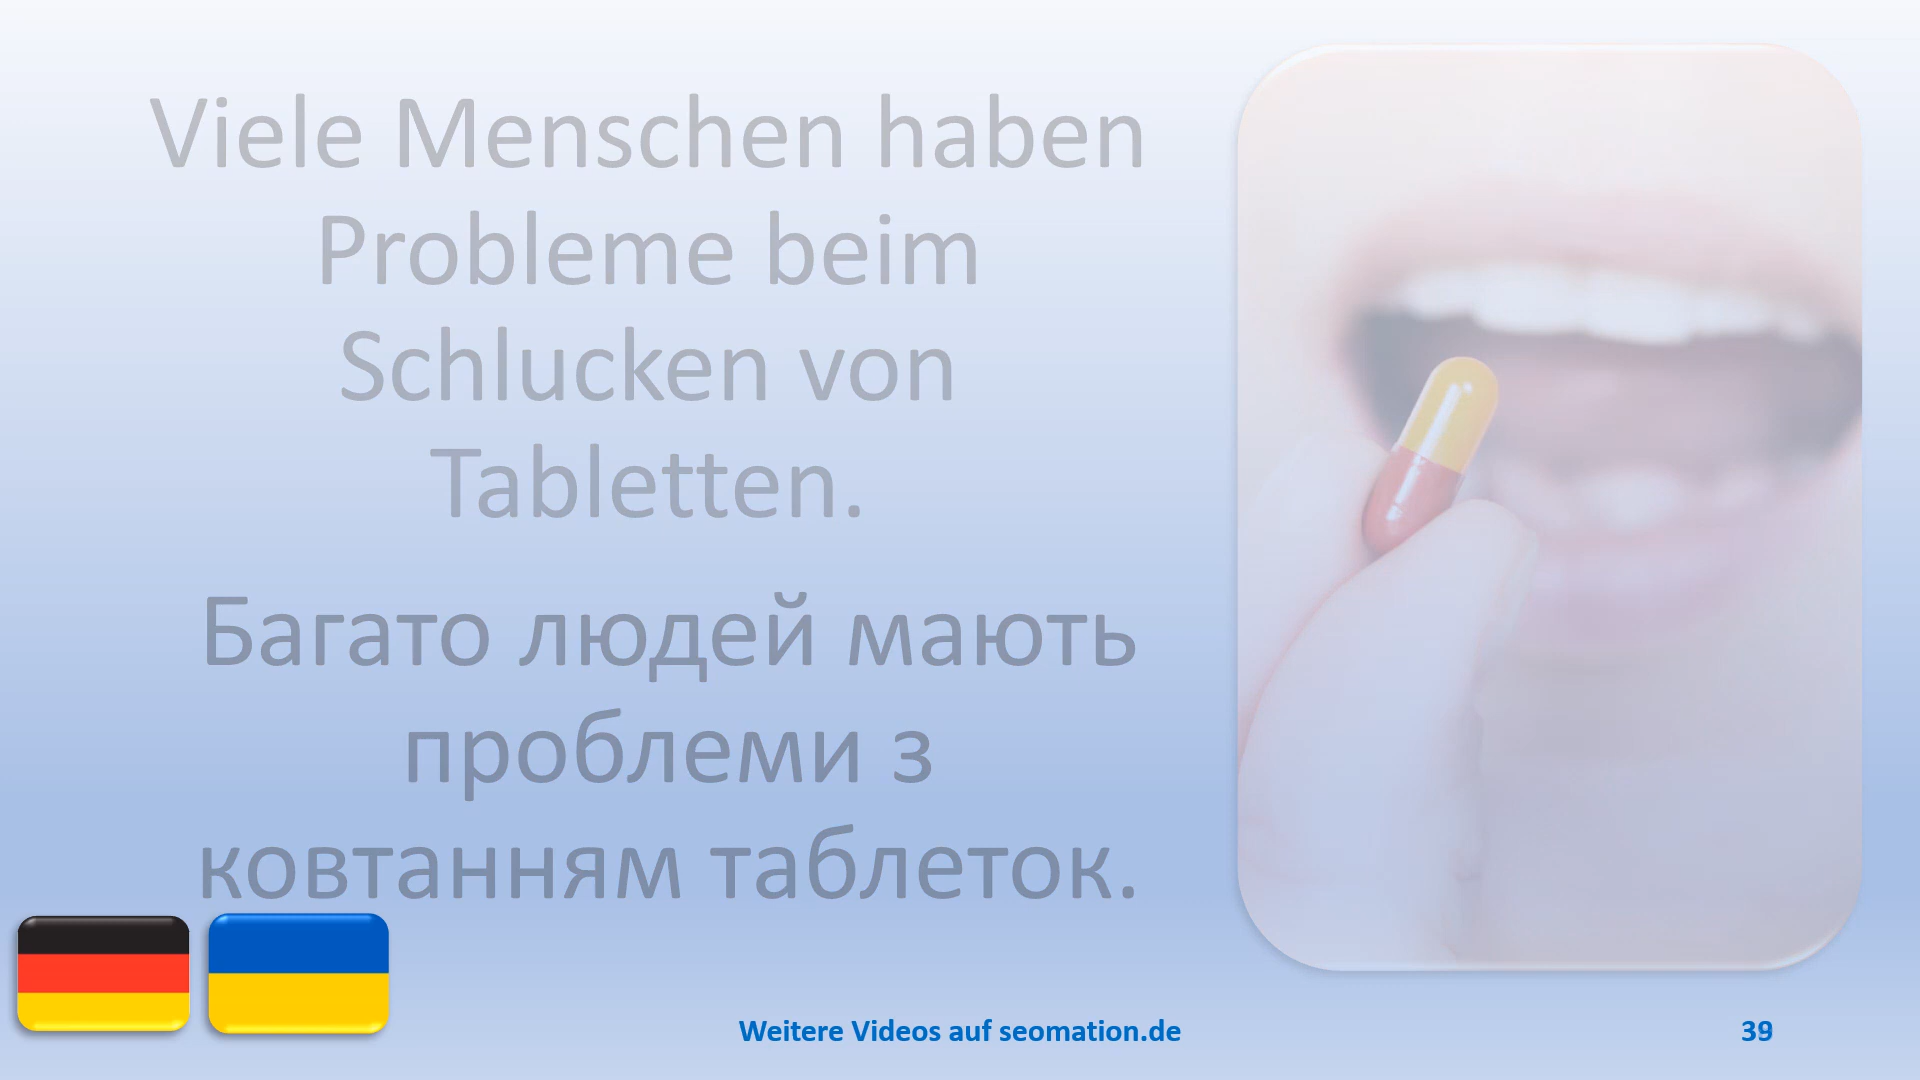 Viele Menschen haben
Probleme beim
Schlucken von
Tabletten.
Багато людей мають
проблеми з
ковтанням таблеток.
Weitere Videos auf seomation.de
39